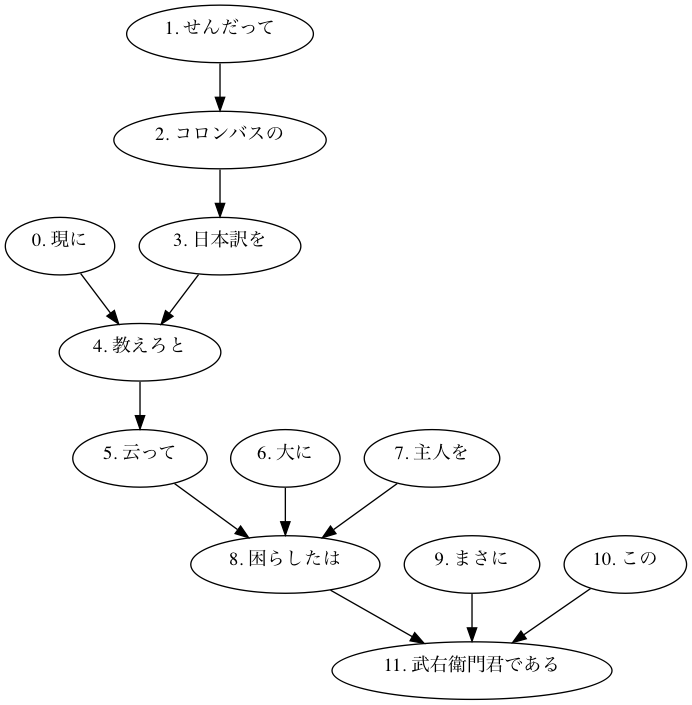 1. せんだって
2. コロンバスの
0. 現に
3. 日本訳を
4. 教えろと
5. 云って
6. 大に
7. 主人を
8. 困らしたは
9. まさに
10. この
11. 武右衛門君である